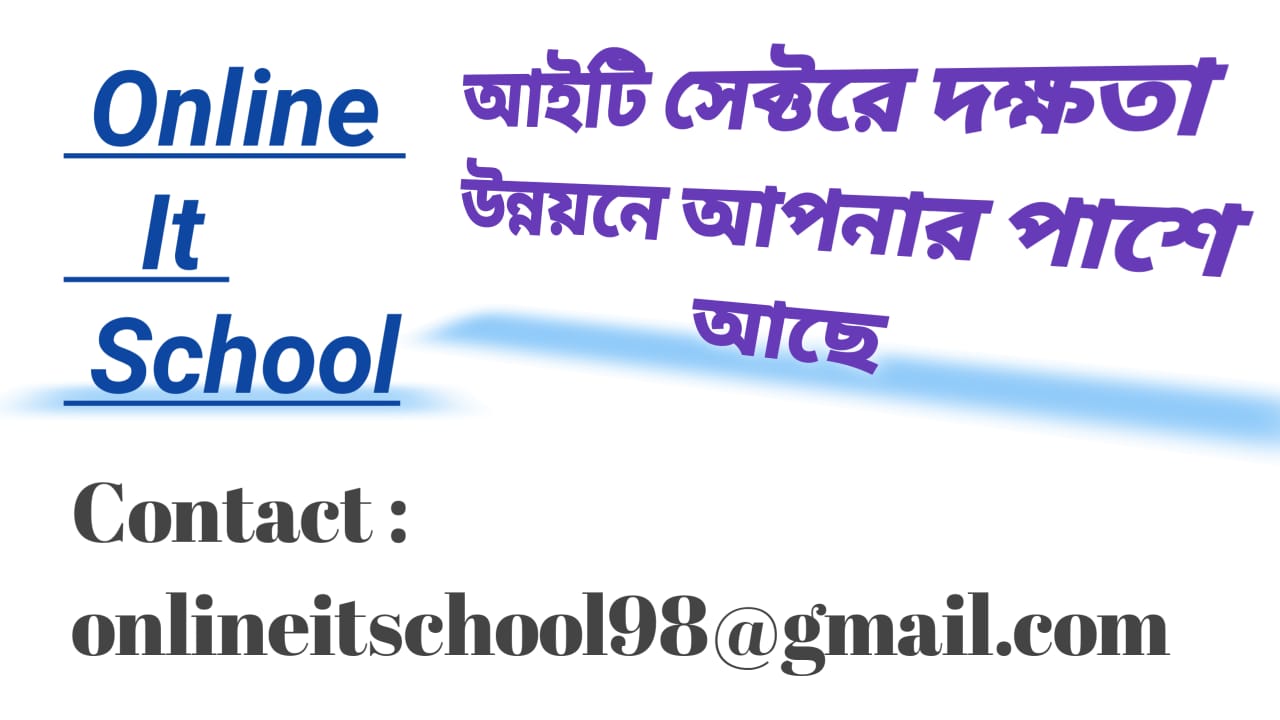 Online
It
School
আইটি সেক্টরে দক্ষতা
উন্নয়নে আপনার পাশে
আছে
Contact :
onlineitschool98@gmail.com